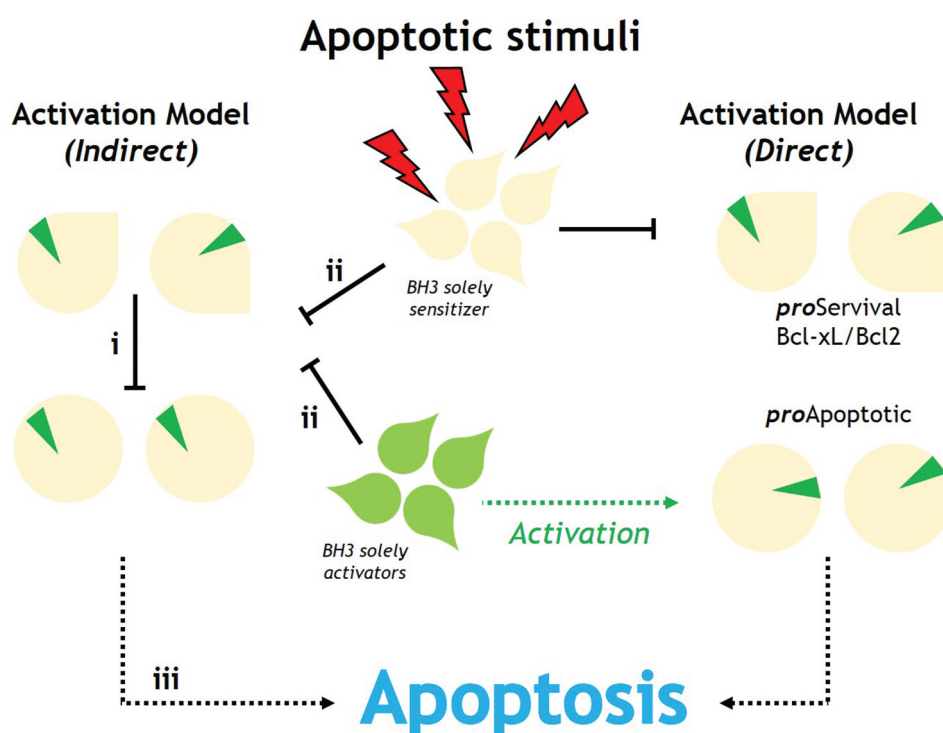 Apoptotic stimuli
Activation Model
(Indirect)
Activation Model
(Direct)
ii
BH3 solely
sensitizer
proServival
Bcl-xL/Bcl2
i
ii
proApoptotic
Activation
BH3 solely
activators
iii
Apoptosis